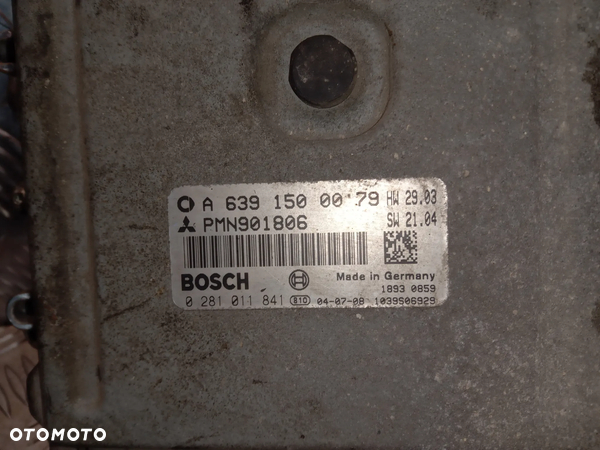 A 639 150 00 79 HW 29.03
PMN901806 SW 21.04
BOSCH Made in Germany
1893 0859
0 281 011 841 810 04-07-08 1039S06929
OTOMOTO